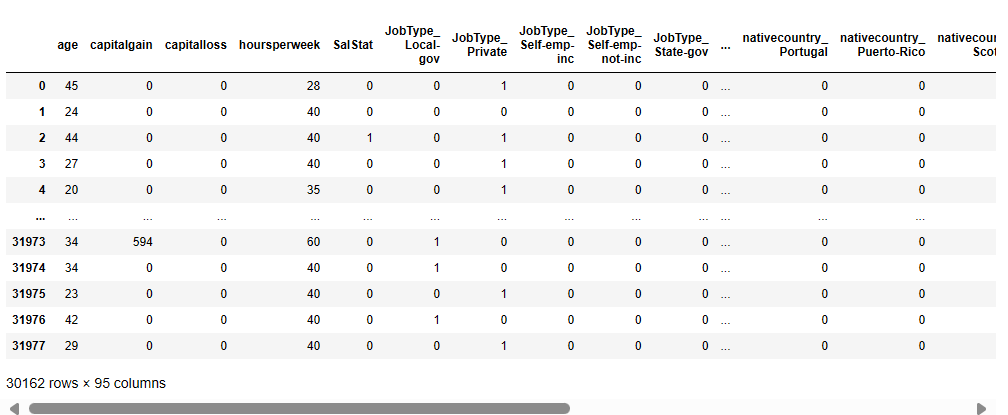 age capitalgain capitalloss hoursperweek SalStat JobType_ Local- gov JobType_ Private JobType_ Self-emp- inc JobType_ Self-emp- not-inc JobType_ State-gov ... nativecountry_ Portugal nativecountry_ Puerto-Rico nativecoun Scot
0 45 0 0 28 0 0 1 0 0 0 ... 0 0
1 24 0 0 40 0 0 0 0 0 0 ... 0 0
2 44 0 0 40 1 0 1 0 0 0 ... 0 0
3 27 0 0 40 0 0 1 0 0 0 ... 0 0
4 20 0 0 35 0 0 1 0 0 0 ... 0 0
... ... ... ... ... ... ... ... ... ... ... ... ... ...
31973 34 594 0 60 0 1 0 0 0 0 ... 0 0
31974 34 0 0 40 0 1 0 0 0 0 ... 0 0
31975 23 0 0 40 0 0 1 0 0 0 ... 0 0
31976 42 0 0 40 0 1 0 0 0 0 ... 0 0
31977 29 0 0 40 0 0 1 0 0 0 ... 0 0
30162 rows × 95 columns